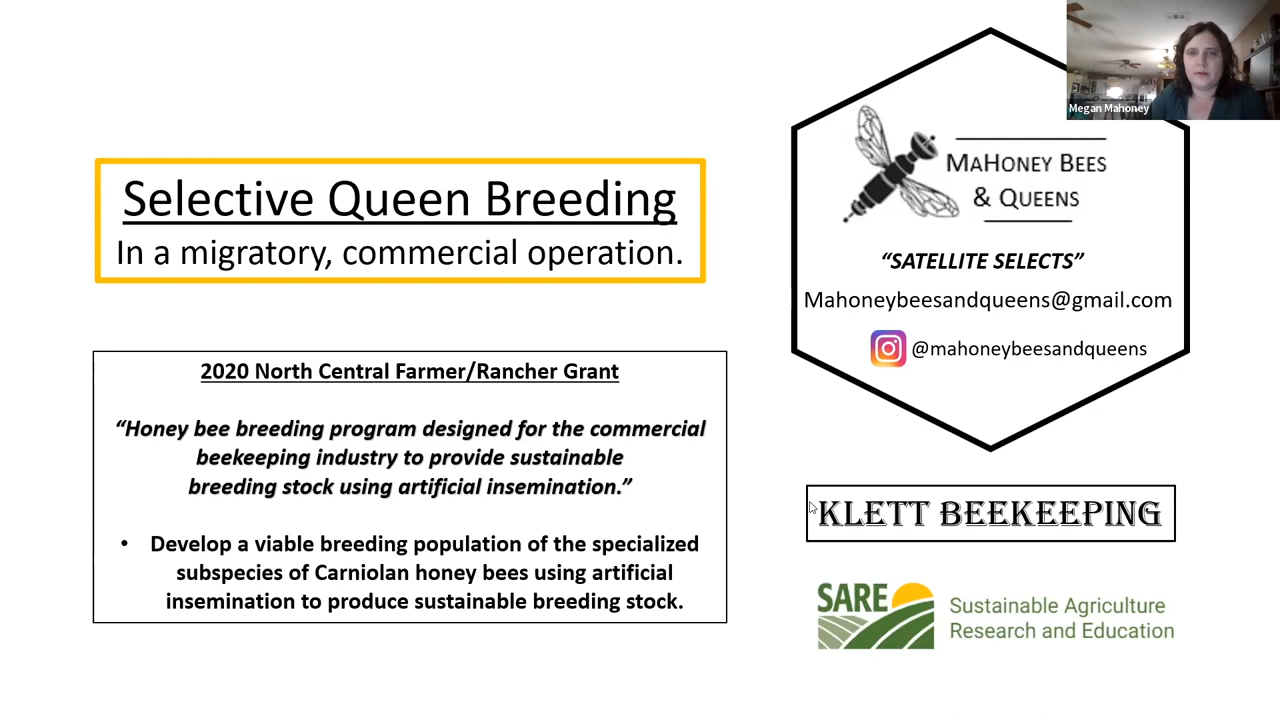 Selective Queen Breeding
In a migratory, commercial operation.
2020 North Central Farmer/Rancher Grant
“Honey bee breeding program designed for the commercial
beekeeping industry to provide sustainable
breeding stock using artificial insemination.”
• Develop a viable breeding population of the specialized
subspecies of Carniolan honey bees using artificial
insemination to produce sustainable breeding stock.
Megan Mahoney
MAHONEY BEES
& QUEENS
“SATELLITE SELECTS”
Mahoneybeesandqueens@gmail.com
@mahoneybeesandqueens
KLETT BEEKEEPING
SARE
Sustainable Agriculture
Research and Education